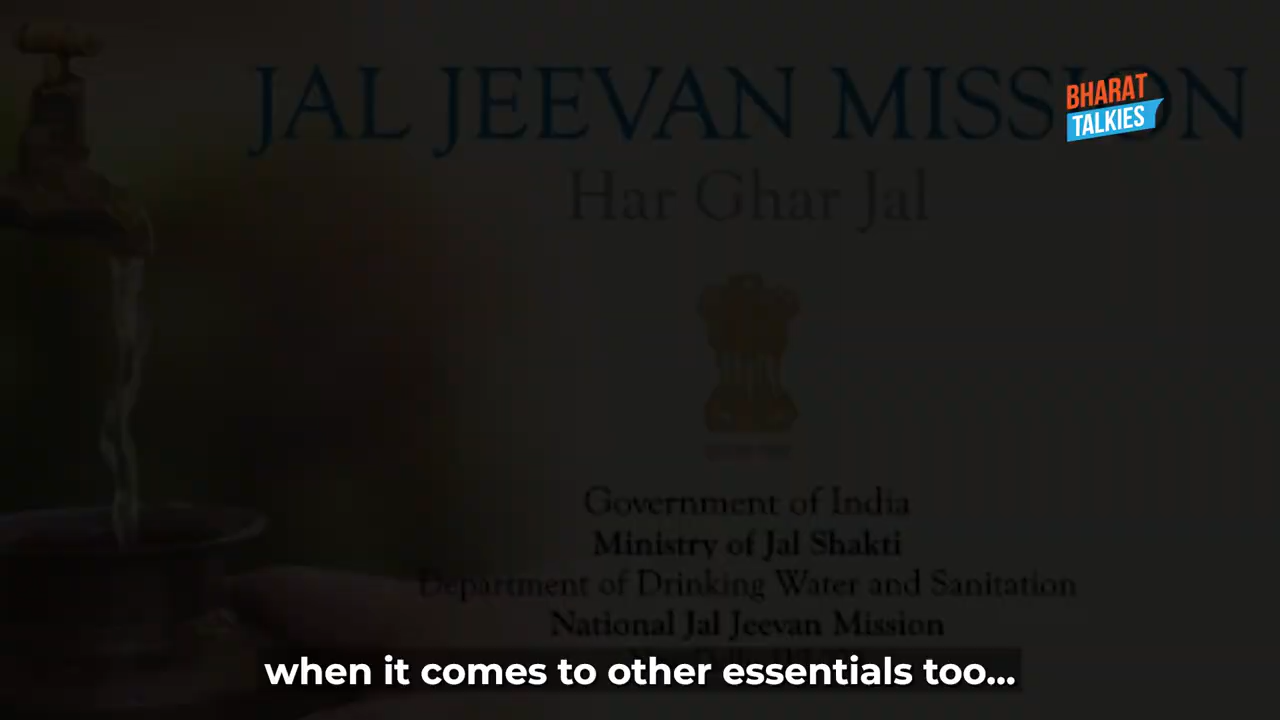 JAL JEEVAN MISSION
BHARAT
TALKIES
Har Ghar Jal
Government of India
Ministry of Jal Shakti
Department of Drinking Water and Sanitation
National Jal Jeevan Mission
when it comes to other essentials too...